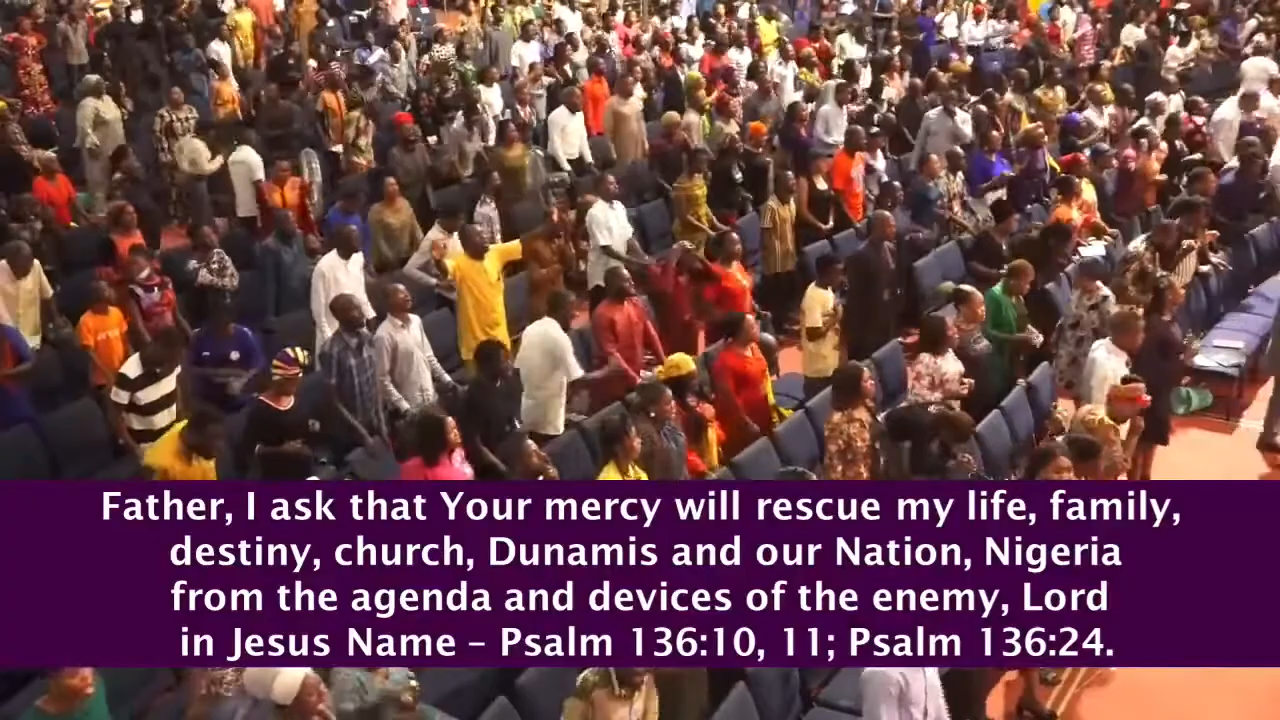 Father, I ask that Your mercy will rescue my life, family,
destiny, church, Dunamis and our Nation, Nigeria
from the agenda and devices of the enemy, Lord
in Jesus Name – Psalm 136:10, 11; Psalm 136:24.